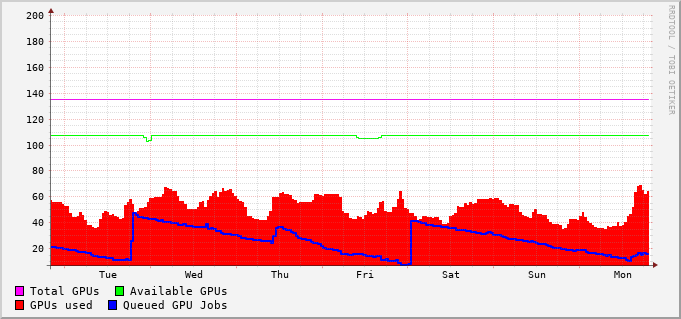 200
180
160
140
120
100
80
60
40
20
Tue Wed Thu Fri Sat Sun Mon
Total GPUs Available GPUs
GPUs used Queued GPU Jobs
RRDTOOL / TOBI OETIKER